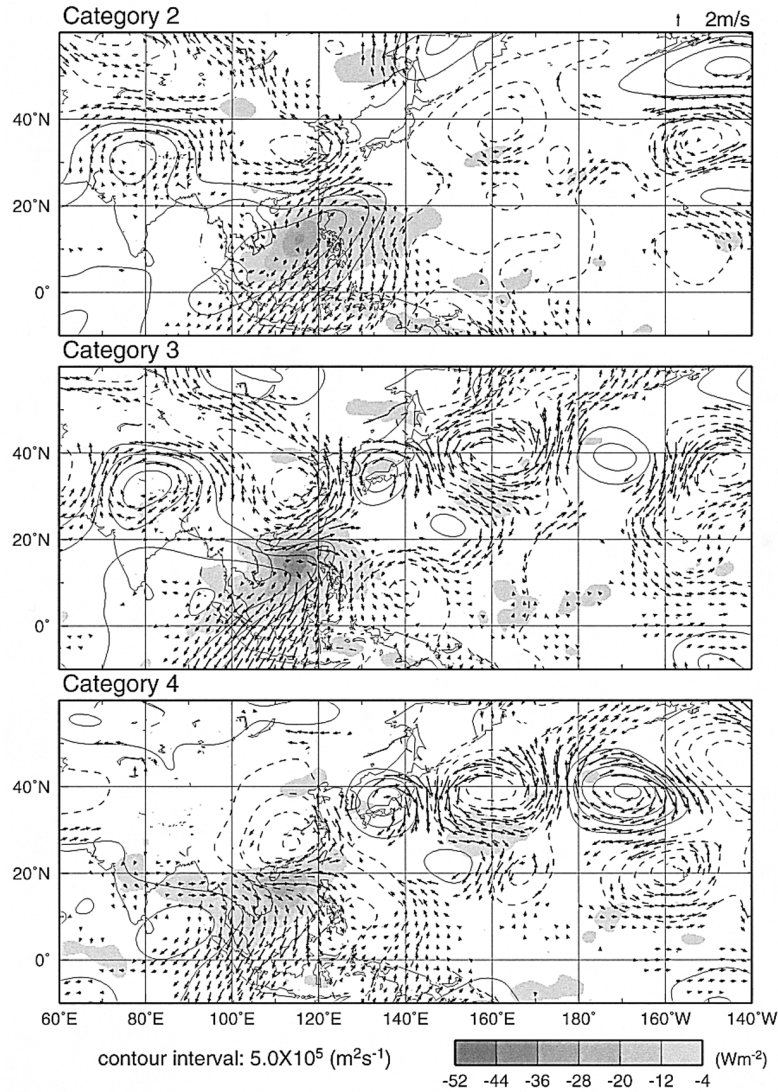 Category 2
↑ 2m/s
40°N
20°N
0°
Category 3
40°N
20°N
0°
Category 4
40°N
20°N
0°
60°E 80°E 100°E 120°E 140°E 160°E 180° 160°W 140°W
contour interval: 5.0X10⁵ (m²s⁻¹)
(Wm⁻²)
-52 -44 -36 -28 -20 -12 -4